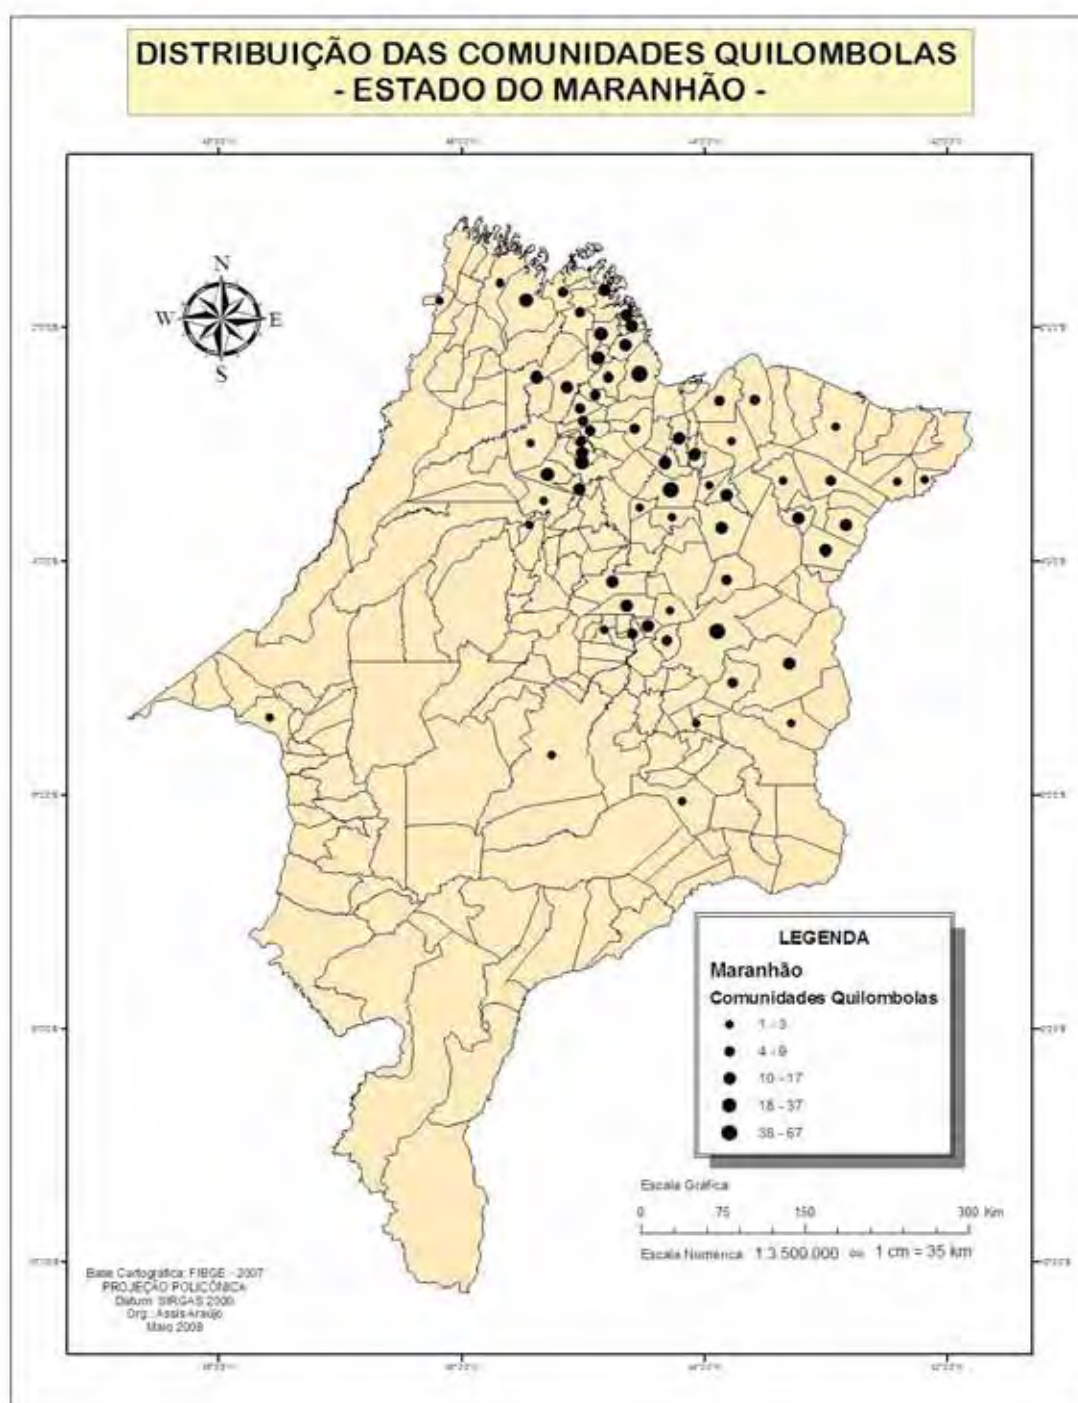 DISTRIBUIÇÃO DAS COMUNIDADES QUILOMBOLAS
- ESTADO DO MARANHÃO -
N
W
E
S
LEGENDA
Maranhão
Comunidades Quilombolas
1 - 3
4 - 9
10 - 17
18 - 37
38 - 67
Escala Gráfica
0 75 150 300 Km
Escala Numérica 1:3.500.000 ⇔ 1 cm = 35 km
Base Cartográfica: FIBGE - 2007
PROJEÇÃO POLICÔNICA
Datum: SIRGAS 2000
Org.: Assis Araújo
Maio 2008